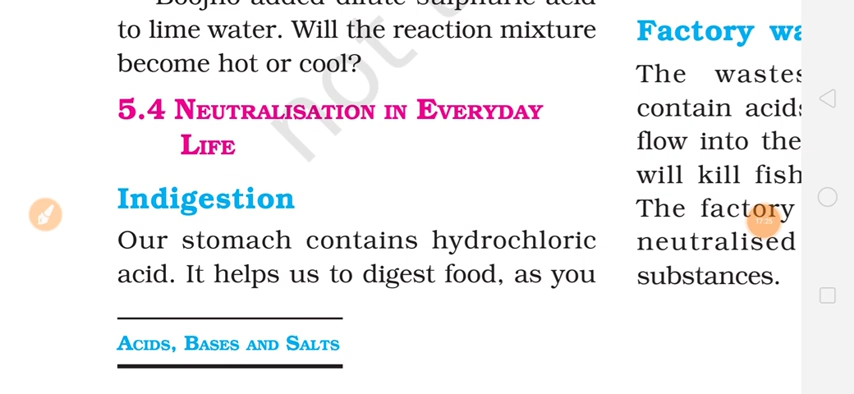 to lime water. Will the reaction mixture
become hot or cool?
5.4 NEUTRALISATION IN EVERYDAY
LIFE
Indigestion
Our stomach contains hydrochloric
acid. It helps us to digest food, as you
ACIDS, BASES AND SALTS
Factory
The wastes
contain
flow into the
will kill fish
The factory
neutralised
substances.
not